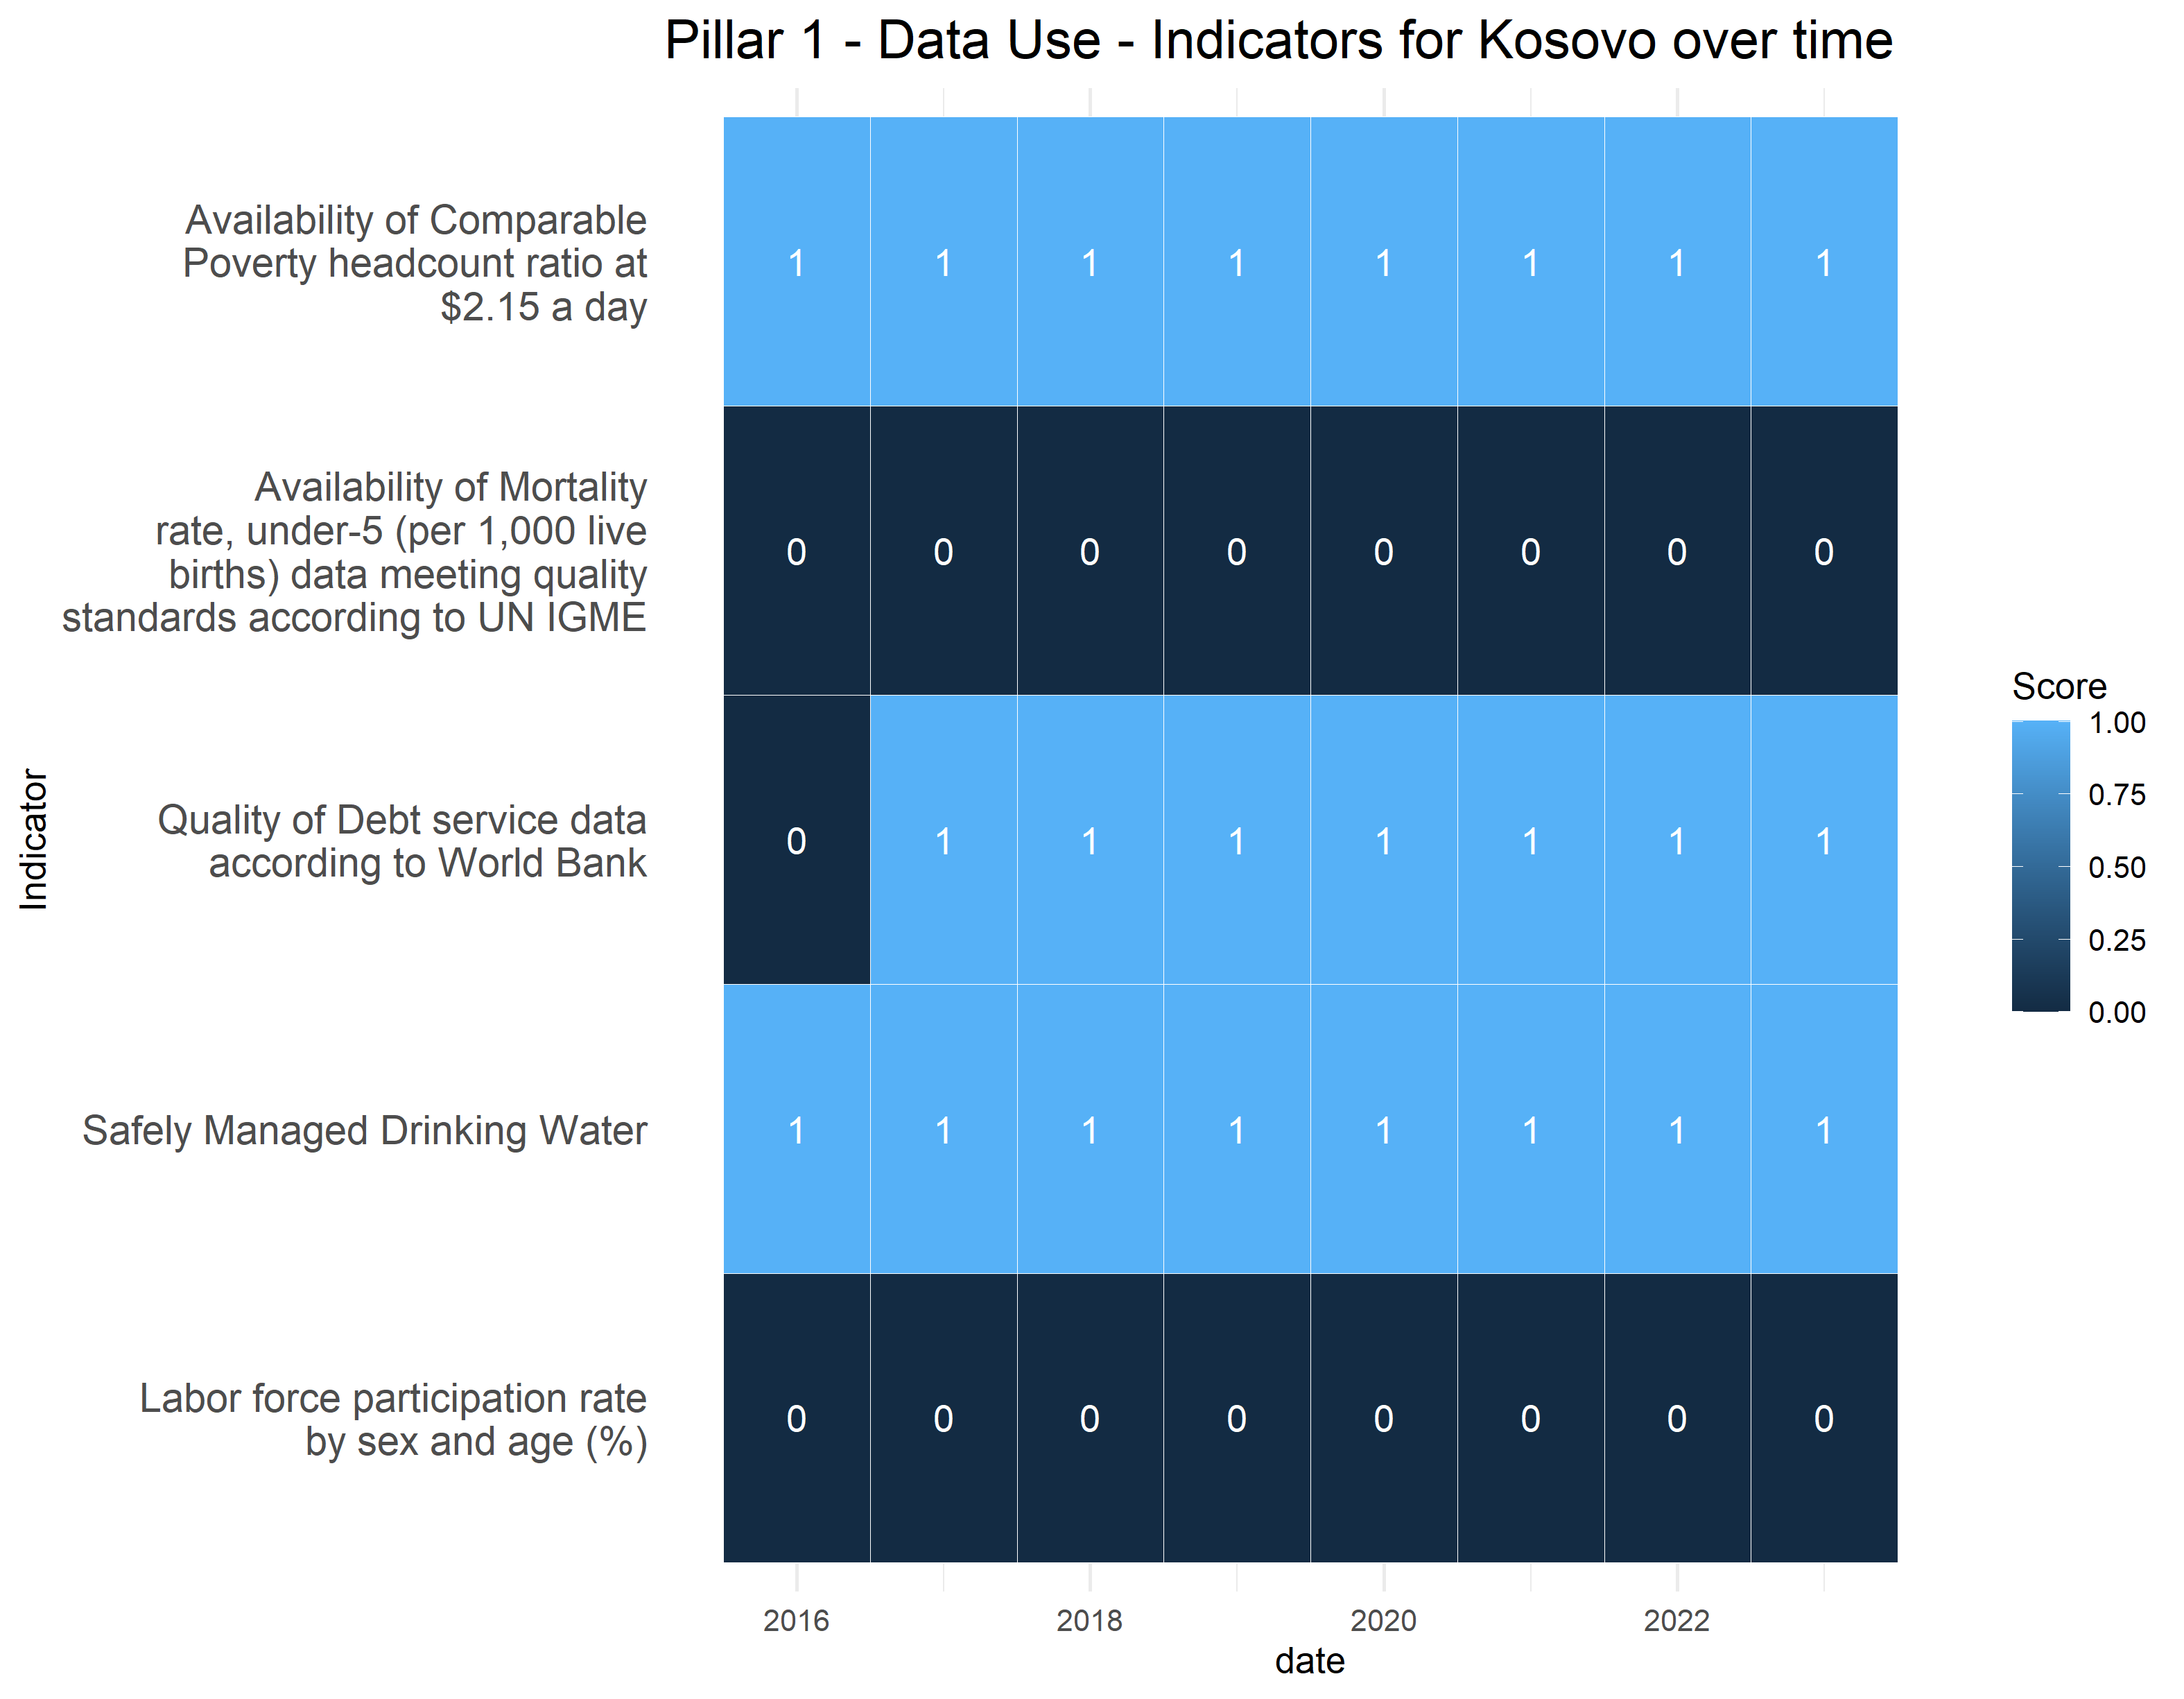 Pillar 1 - Data Use - Indicators for Kosovo over time
Availability of Comparable
Poverty headcount ratio at
$2.15 a day
1 1 1 1 1 1 1 1
Availability of Mortality
rate, under-5 (per 1,000 live
births) data meeting quality
standards according to UN IGME
0 0 0 0 0 0 0 0
Quality of Debt service data
according to World Bank
0 1 1 1 1 1 1 1
Safely Managed Drinking Water
1 1 1 1 1 1 1 1
Labor force participation rate
by sex and age (%)
0 0 0 0 0 0 0 0
Indicator
2016 2018 2020 2022
date
Score
1.00
0.75
0.50
0.25
0.00